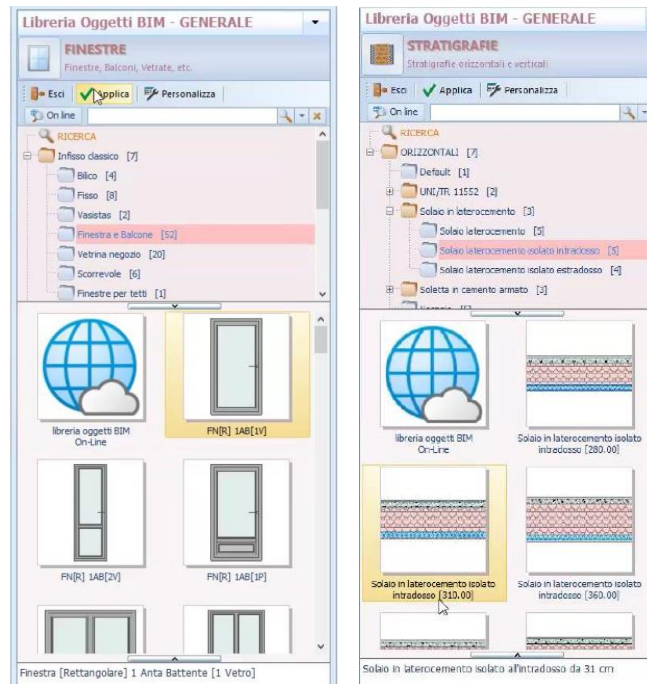 Libreria Oggetti BIM - GENERALE
FINESTRE
Finestre, Balconi, Vetrate, etc.
Esci Applica Personalizza
On line
RICERCA
Infisso classico [7]
Bilico [4]
Fisso [8]
Vasistas [2]
Finestra e Balcone [52]
Vetrina negozio [20]
Scorrevole [6]
Finestre per tetti [1]
libreria oggetti BIM
On-Line
FN[R] 1AB[1V]
FN[R] 1AB[2V]
FN[R] 1AB[1P]
Finestra [Rettangolare] 1 Anta Battente [1 Vetro]
Libreria Oggetti BIM - GENERALE
STRATIGRAFIE
Stratigrafie orizzontali e verticali
Esci Applica Personalizza
On line
RICERCA
ORIZZONTALI [7]
Default [1]
UNI/TR 11552 [2]
Solaio in laterocemento [3]
Solaio laterocemento [5]
Solaio laterocemento isolato intradosso [5]
Solaio laterocemento isolato estradosso [4]
Soletta in cemento armato [3]
libreria oggetti BIM
On-Line
Solaio in laterocemento isolato
intradosso [280.00]
Solaio in laterocemento isolato
intradosso [310.00]
Solaio in laterocemento isolato
intradosso [360.00]
Solaio in laterocemento isolato all'intradosso da 31 cm